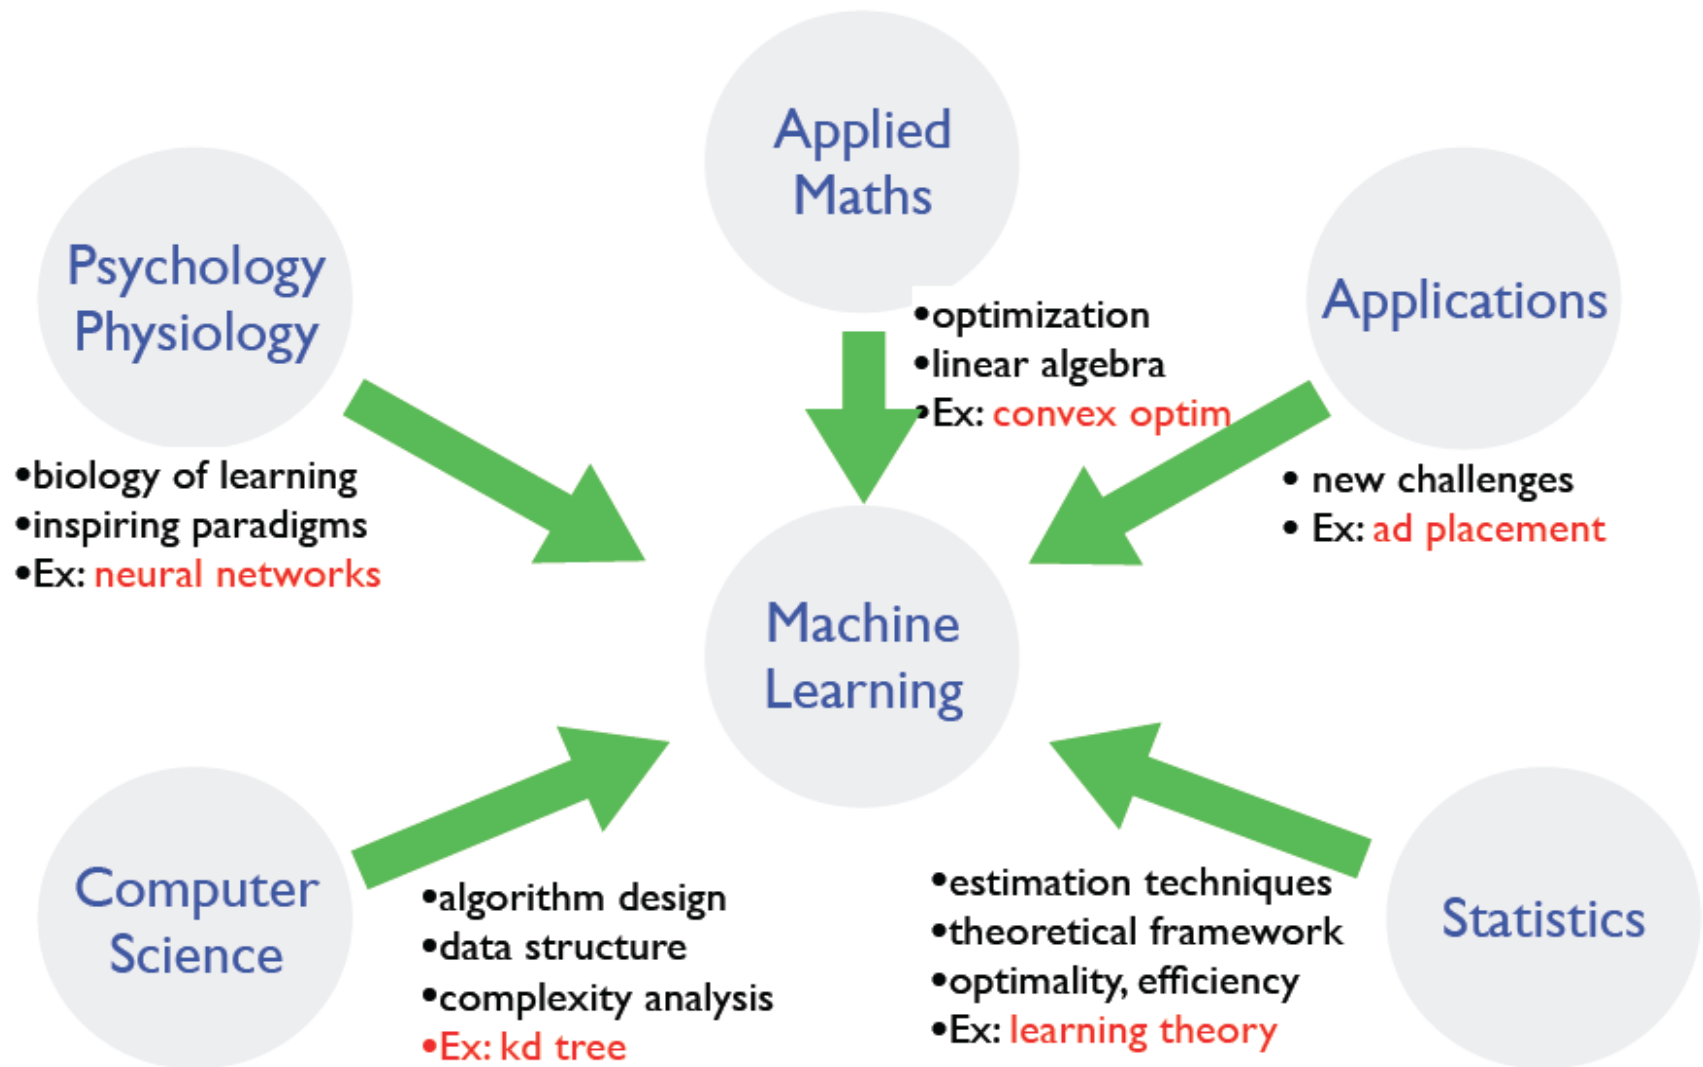 Applied
Maths
Psychology
Physiology
Applications
•optimization
•linear algebra
•Ex: convex optim
•biology of learning
•inspiring paradigms
•Ex: neural networks
• new challenges
• Ex: ad placement
Machine
Learning
Computer
Science
•algorithm design
•data structure
•complexity analysis
•Ex: kd tree
•estimation techniques
•theoretical framework
•optimality, efficiency
•Ex: learning theory
Statistics